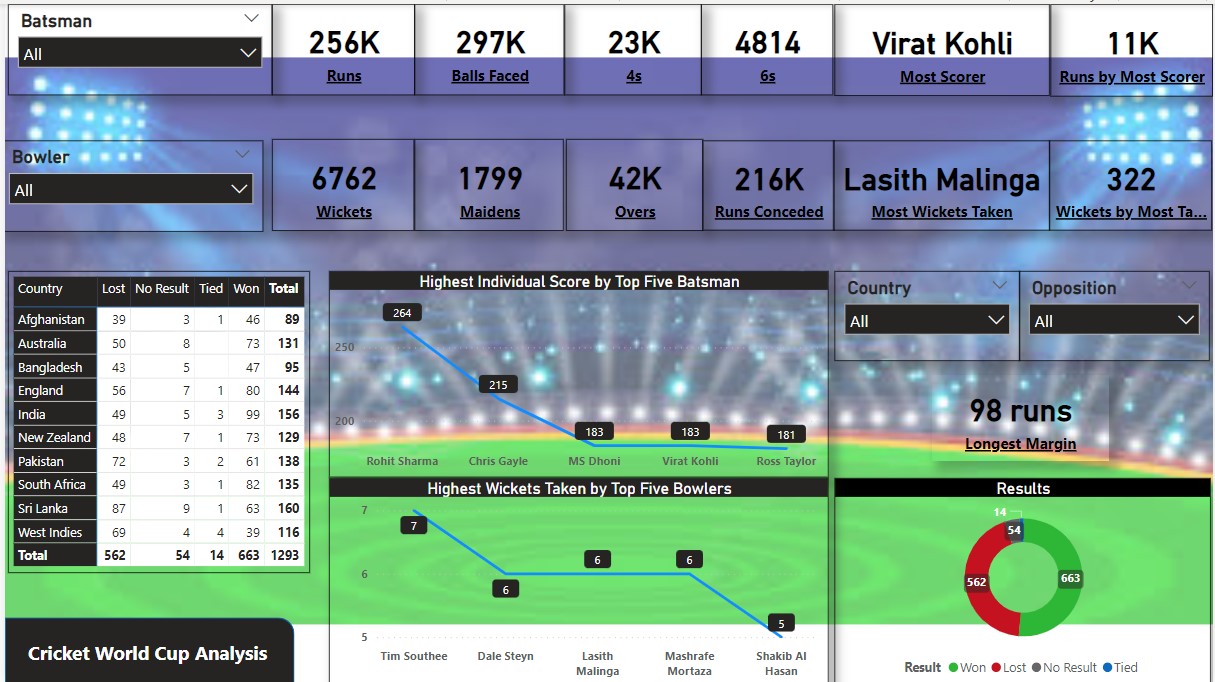 Batsman
All
256K
Runs
297K
Balls Faced
23K
4s
4814
6s
Virat Kohli
Most Scorer
11K
Runs by Most Scorer
Bowler
All
6762
Wickets
1799
Maidens
42K
Overs
216K
Runs Conceded
Lasith Malinga
Most Wickets Taken
322
Wickets by Most Ta...
Country Lost No Result Tied Won Total
Afghanistan 39 3 1 46 89
Australia 50 8 73 131
Bangladesh 43 5 47 95
England 56 7 1 80 144
India 49 5 3 99 156
New Zealand 48 7 1 73 129
Pakistan 72 3 2 61 138
South Africa 49 3 1 82 135
Sri Lanka 87 9 1 63 160
West Indies 69 4 4 39 116
Total 562 54 14 663 1293
Highest Individual Score by Top Five Batsman
264
250
215
200
183
183
181
Rohit Sharma Chris Gayle MS Dhoni Virat Kohli Ross Taylor
Highest Wickets Taken by Top Five Bowlers
7
7
6
6
6
6
5
5
Tim Southee Dale Steyn Lasith Malinga Mashrafe Mortaza Shakib Al Hasan
Country
All
Opposition
All
98 runs
Longest Margin
Results
14
54
562
663
Result Won Lost No Result Tied
Cricket World Cup Analysis